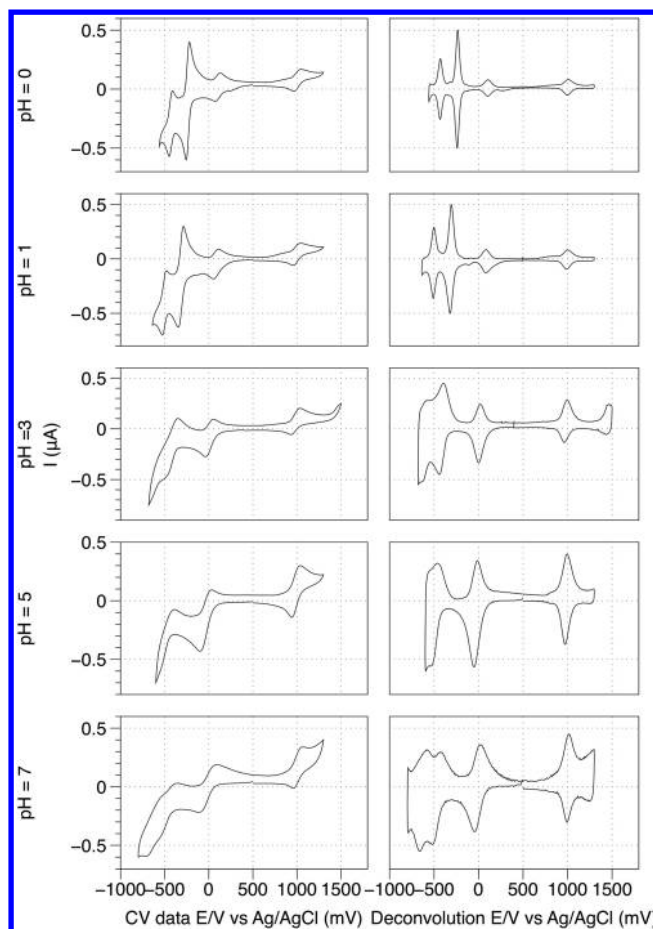 pH = 0
0.5
0
−0.5
pH = 1
0.5
0
−0.5
pH =3
I (μA)
0.5
0
−0.5
pH = 5
0.5
0
−0.5
pH = 7
0.5
0
−0.5
−1000 −500 0 500 1000 1500 −1000 −500 0 500 1000 1500
CV data E/V vs Ag/AgCl (mV) Deconvolution E/V vs Ag/AgCl (mV)